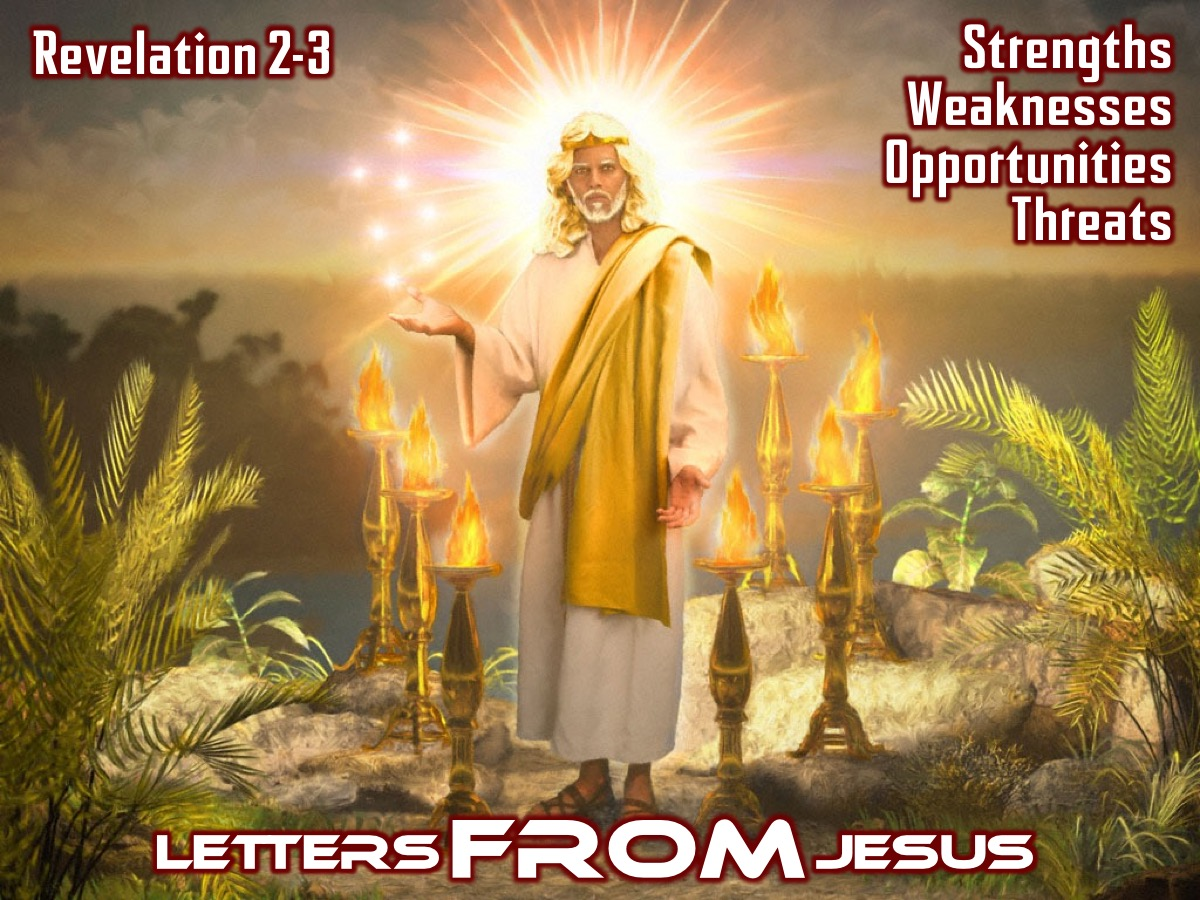 Revelation 2-3
Strengths
Weaknesses
Opportunities
Threats
LETTERS FROM JESUS